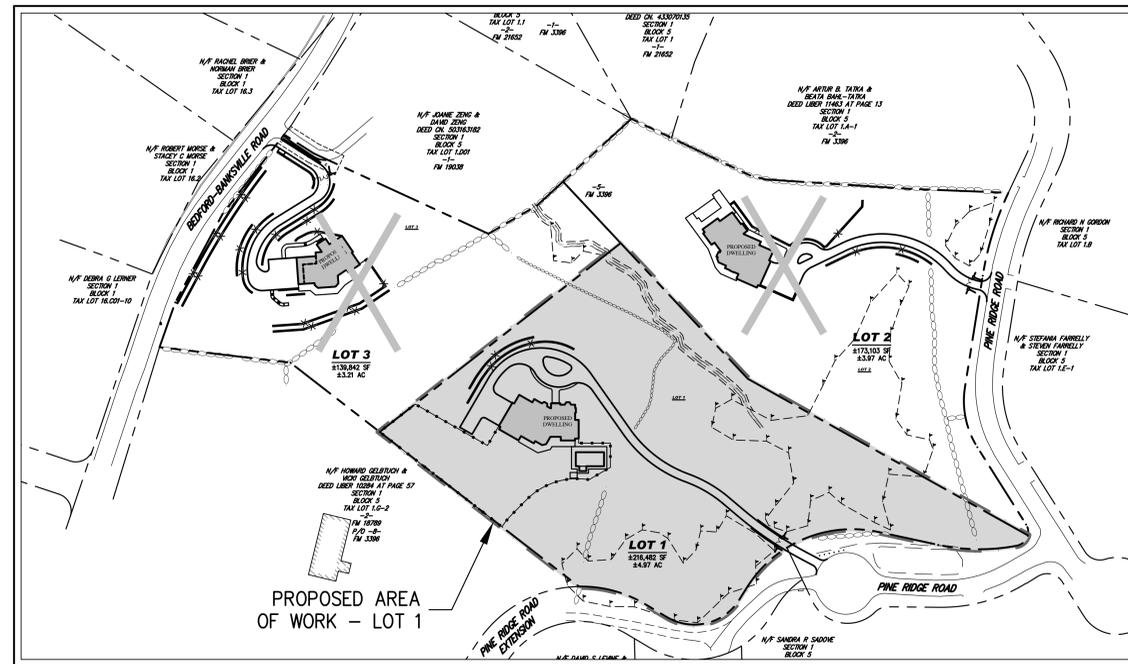 BLOCK 5
TAX LOT 1.1
-2-
FM 21652
-1-
FM 3396
DEED CN. 433070135
SECTION 1
BLOCK 5
TAX LOT 1
-1-
FM 21652
N/F RACHEL BRIER &
NORMAN BRIER
SECTION 1
BLOCK 1
TAX LOT 16.3
N/F ARTUR B. TATKA &
BEATA BAHL-TATKA
DEED LIBER 11463 AT PAGE 13
SECTION 1
BLOCK 5
TAX LOT 1.A-1
-2-
FM 3396
N/F JOANIE ZENG &
DAVID ZENG
DEED CN. 503163182
SECTION 1
BLOCK 5
TAX LOT 1.D01
-1-
FM 19038
N/F ROBERT MORSE &
STACEY C MORSE
SECTION 1
BLOCK 1
TAX LOT 16.2
BEDFORD-BANKSVILLE ROAD
-5-
FM 3396
N/F RICHARD N GORDON
SECTION 1
BLOCK 5
TAX LOT 1.B
LOT 3
PROPOSED
DWELLING
N/F DEBRA G LERNER
SECTION 1
BLOCK 1
TAX LOT 16.C01-10
PINE RIDGE ROAD
LOT 3
±139,842 SF
±3.21 AC
LOT 2
±173,103 SF
±3.97 AC
LOT 2
N/F STEFANIA FARRELLY
& STEVEN FARRELLY
SECTION 1
BLOCK 5
TAX LOT 1.E-1
LOT 1
PROPOSED
DWELLING
N/F HOWARD GELBTUCH &
VICKI GELBTUCH
DEED LIBER 10284 AT PAGE 57
SECTION 1
BLOCK 5
TAX LOT 1.G-2
-2-
FM 18789
P/O -8-
FM 3396
LOT 1
±216,482 SF
±4.97 AC
PROPOSED AREA
OF WORK – LOT 1
PINE RIDGE ROAD
PINE RIDGE ROAD
EXTENSION
N/F SANDRA R SADOVE
SECTION 1
BLOCK 5
N/F DAVID S LEVINE &